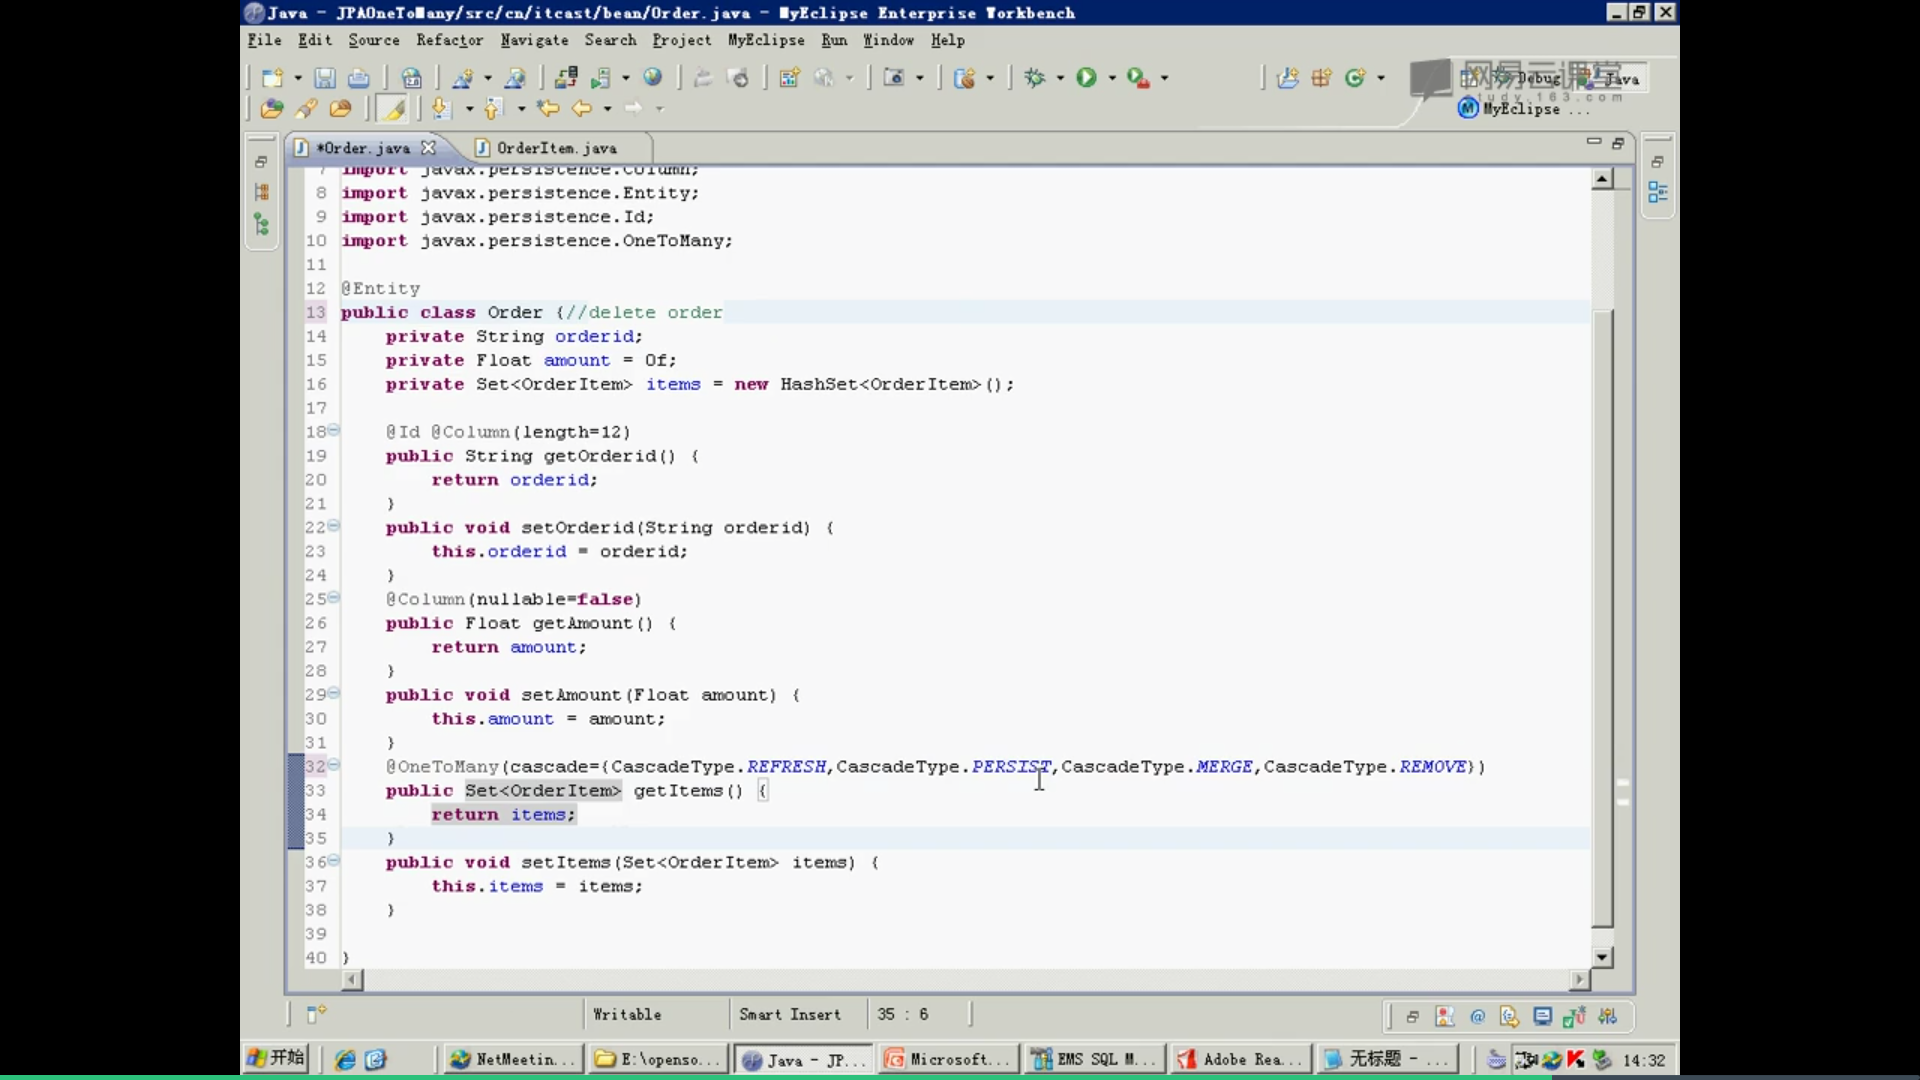 Java - JPAOneToMany/src/cn/itcast/bean/Order.java - MyEclipse Enterprise Workbench
File Edit Source Refactor Navigate Search Project MyEclipse Run Window Help
网易云课堂
study.163.com
Debug Java
MyEclipse ...
*Order.java OrderItem.java
7 import javax.persistence.Column;
8 import javax.persistence.Entity;
9 import javax.persistence.Id;
10 import javax.persistence.OneToMany;
11
12 @Entity
13 public class Order {//delete order
14 private String orderid;
15 private Float amount = 0f;
16 private Set<OrderItem> items = new HashSet<OrderItem>();
17
18 @Id @Column(length=12)
19 public String getOrderid() {
20 return orderid;
21 }
22 public void setOrderid(String orderid) {
23 this.orderid = orderid;
24 }
25 @Column(nullable=false)
26 public Float getAmount() {
27 return amount;
28 }
29 public void setAmount(Float amount) {
30 this.amount = amount;
31 }
32 @OneToMany(cascade={CascadeType.REFRESH,CascadeType.PERSIST,CascadeType.MERGE,CascadeType.REMOVE})
33 public Set<OrderItem> getItems() {
34 return items;
35 }
36 public void setItems(Set<OrderItem> items) {
37 this.items = items;
38 }
39
40 }
Writable Smart Insert 35 : 6
开始 NetMeetin... E:\openso... Java - JP... Microsoft... EMS SQL M... Adobe Rea... 无标题 - ... 14:32